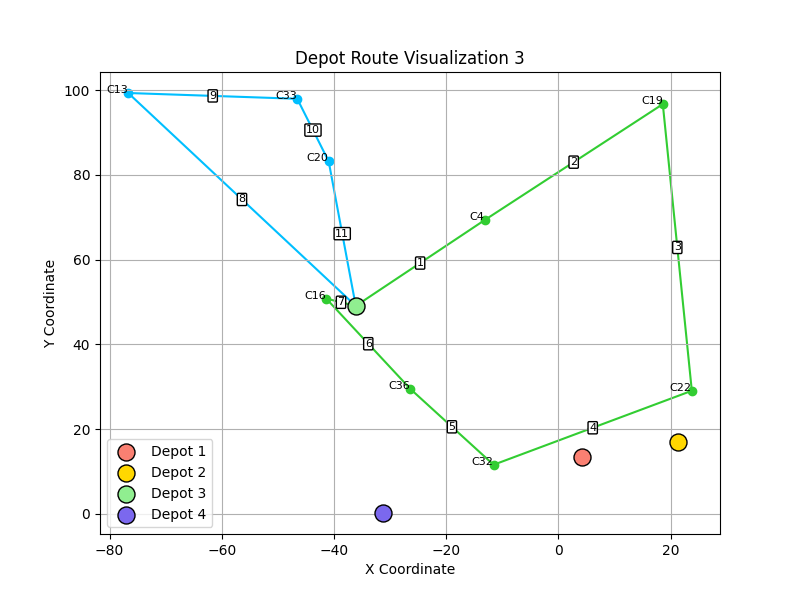 Depot Route Visualization 3
Y Coordinate
100
80
60
40
20
0
C13
9
C33
10
C20
8
11
C19
2
C4
1
3
C16
7
6
C36
5
C32
4
C22
Depot 1
Depot 2
Depot 3
Depot 4
−80
−60
−40
−20
0
20
X Coordinate